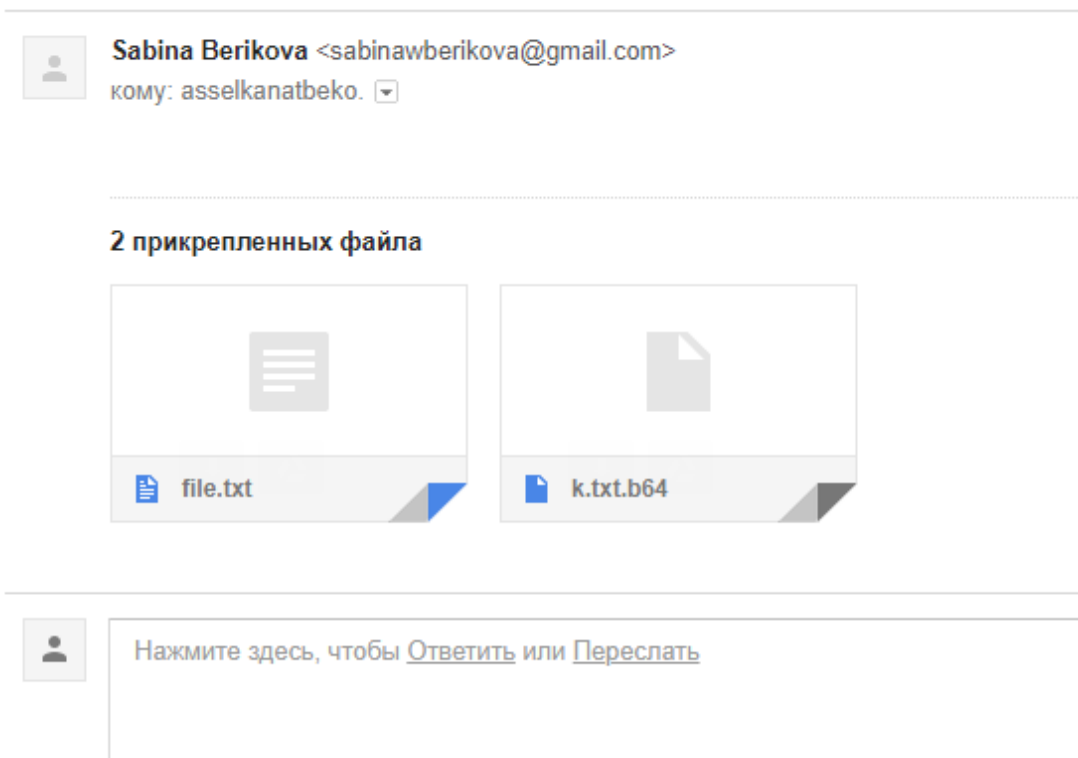 Sabina Berikova <sabinawberikova@gmail.com>
кому: asselkanatbeko.
2 прикрепленных файла
file.txt
k.txt.b64
Нажмите здесь, чтобы Ответить или Переслать